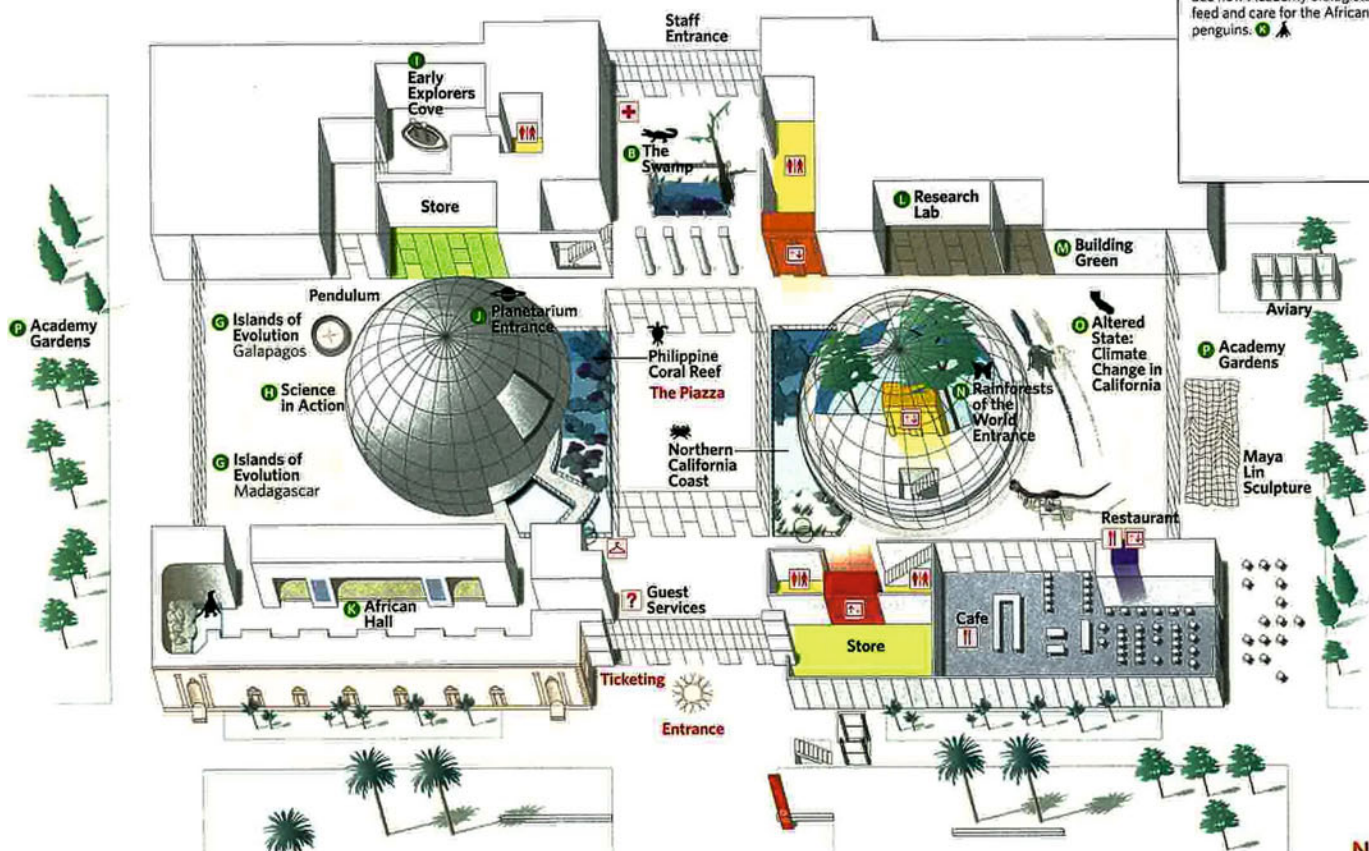 feed and care for the African
penguins. K
Staff
Entrance
I
Early
Explorers
Cove
B The
Swamp
Store
L Research
Lab
M Building
Green
Pendulum
G Islands of
Evolution
Galapagos
J Planetarium
Entrance
Philippine
Coral Reef
The Piazza
O Altered
State:
Climate
Change in
California
Aviary
P Academy
Gardens
P Academy
Gardens
H Science
in Action
N Rainforests
of the
World
Entrance
G Islands of
Evolution
Madagascar
Northern
California
Coast
Maya
Lin
Sculpture
Restaurant
K African
Hall
? Guest
Services
Cafe
Store
Ticketing
Entrance
N